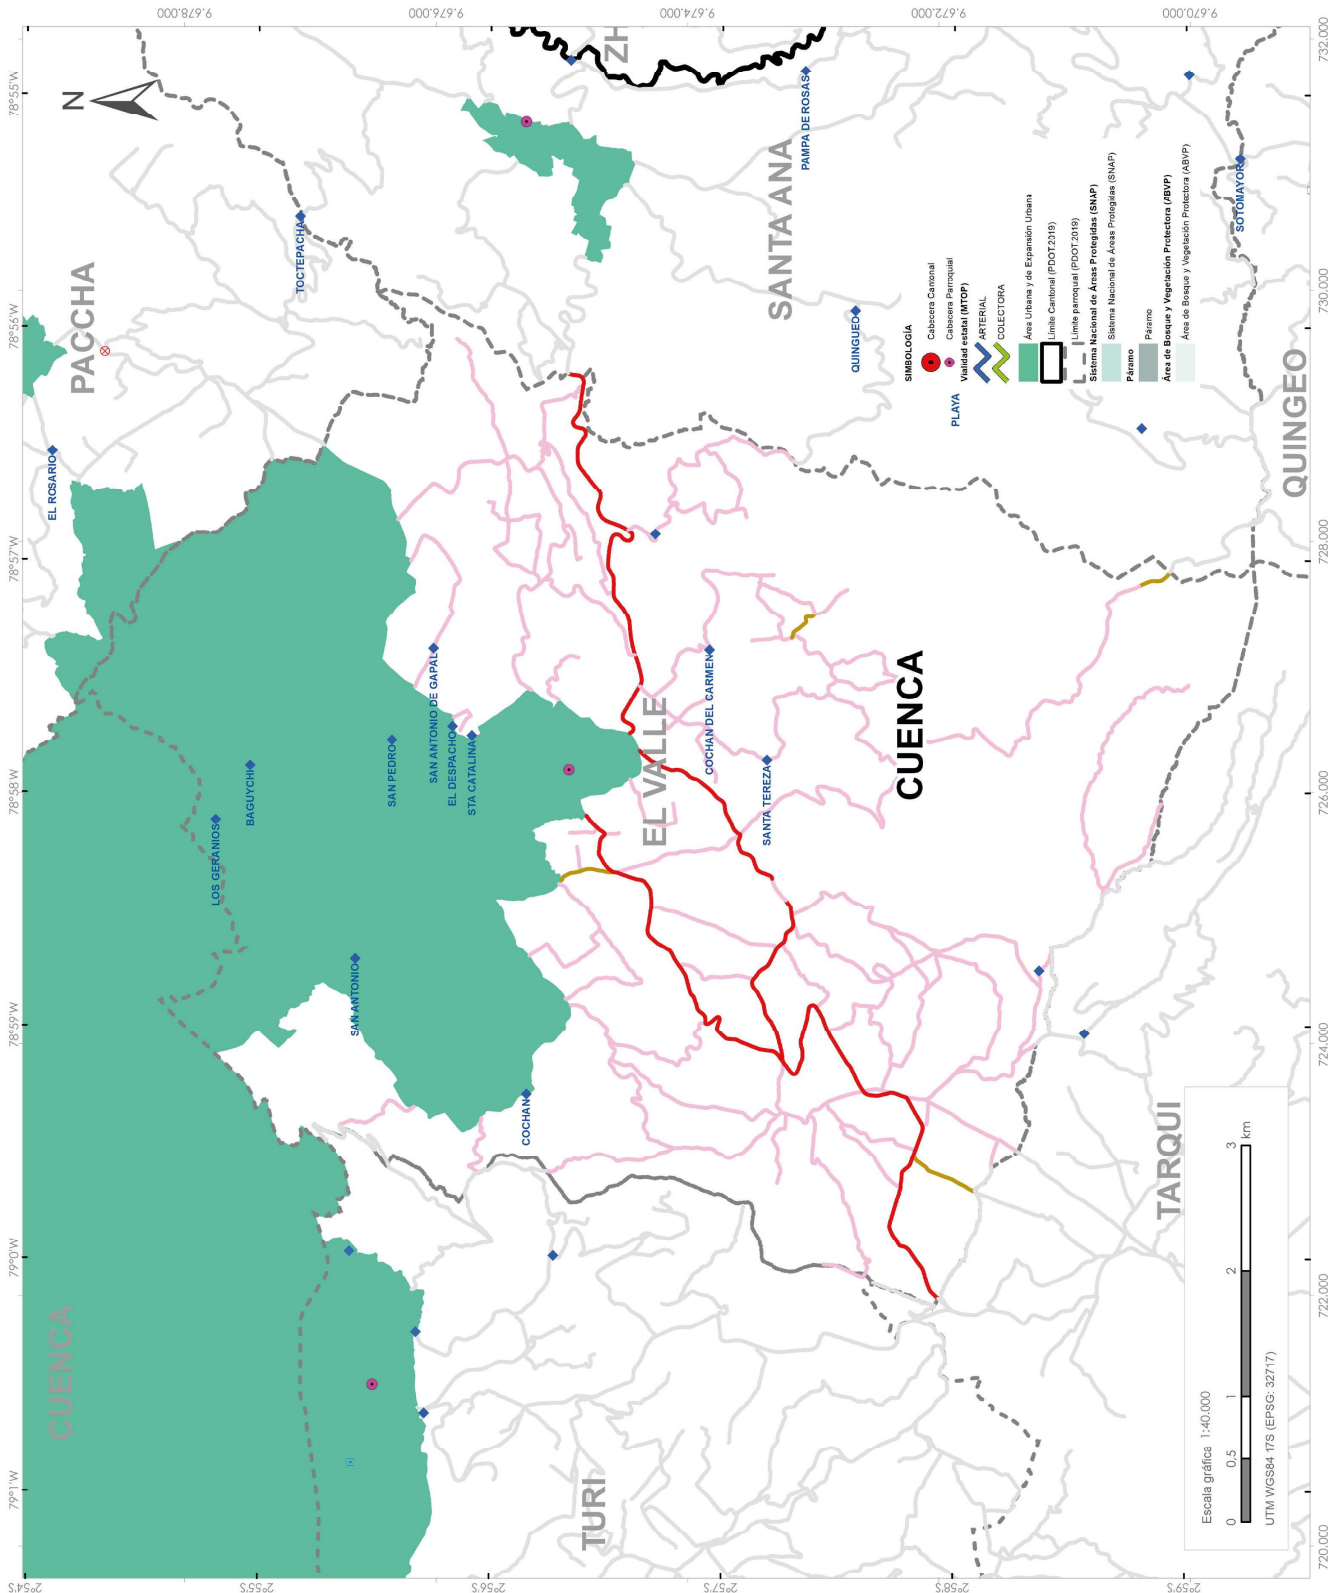 79°1'W
79°0'W
78°59'W
78°58'W
78°57'W
78°56'W
78°55'W
2°54'S
2°55'S
2°56'S
2°57'S
2°58'S
2°59'S
9.678.000
9.676.000
9.674.000
9.672.000
9.670.000
720.000
722.000
724.000
726.000
728.000
730.000
732.000
N
CUENCA
PACCHA
EL ROSARIO
TOCTEPACHA
LOS GERANIOS
BAGUYCHI
SAN ANTONIO
SAN PEDRO
SAN ANTONIO DE GAPAL
EL DESPACHO
STA CATALINA
COCHAN
ZH
TURI
EL VALLE
COCHAN DEL CARMEN
SANTA TEREZA
SANTA ANA
PAMPA DE ROSAS
QUINGUEO
CUENCA
PLAYA
TARQUI
SOTOMAYOR
QUINGEO
SIMBOLOGÍA
Cabecera Cantonal
Cabecera Parroquial
Vialidad estatal (MTOP)
ARTERIAL
COLECTORA
Área Urbana y de Expansión Urbana
Límite Cantonal (PDOT.2019)
Límite parroquial (PDOT.2019)
Sistema Nacional de Áreas Protegidas (SNAP)
Sistema Nacional de Áreas Protegidas (SNAP)
Páramo
Páramo
Área de Bosque y Vegetación Protectora (ABVP)
Área de Bosque y Vegetación Protectora (ABVP)
Escala gráfica 1:40.000
0 0,5 1 2 3 km
UTM WGS84 17S (EPSG: 32717)